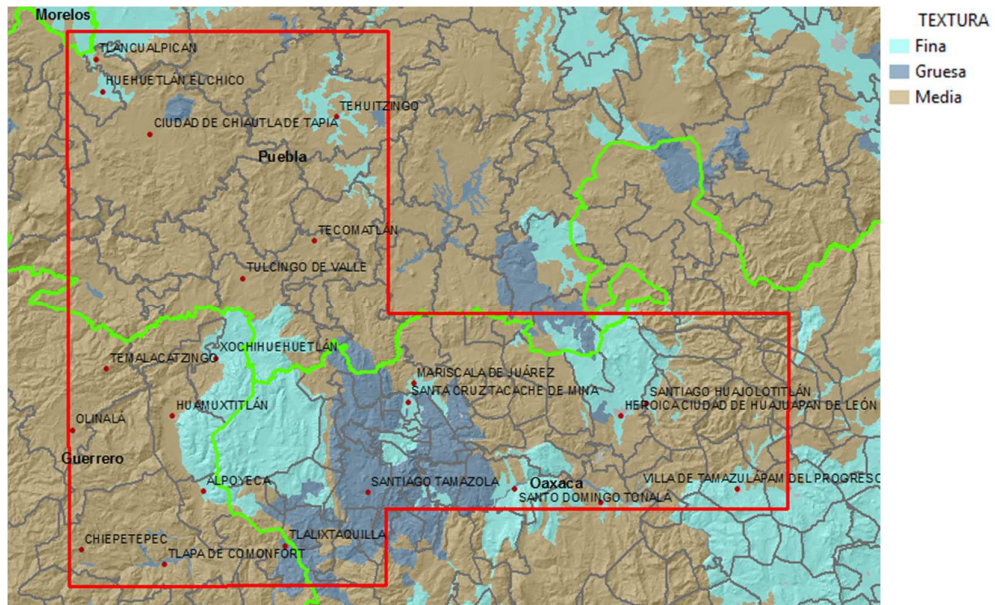 Morelos
TEXTURA
Fina
Gruesa
Media
TLANCUALPICAN
HUEHUETLÁN EL CHICO
TEHUITZINGO
CIUDAD DE CHIAUTLA DE TAPIA
Puebla
TECOMATLÁN
TULCINGO DE VALLE
XOCHIHUEHUETLÁN
TEMALACATZINGO
MARISCALA DE JUÁREZ
SANTA CRUZ TACACHE DE MINA
SANTIAGO HUAJOLOTITLÁN
HEROICA CIUDAD DE HUAJUAPAN DE LEÓN
HUAMUXTITLÁN
OLINALÁ
Guerrero
ALPOYECA
SANTIAGO TAMAZOLA
Oaxaca
VILLA DE TAMAZULÁPAM DEL PROGRESO
SANTO DOMINGO TONALÁ
TLALIXTAQUILLA
CHIEPETEPEC
TLAPA DE COMONFORT